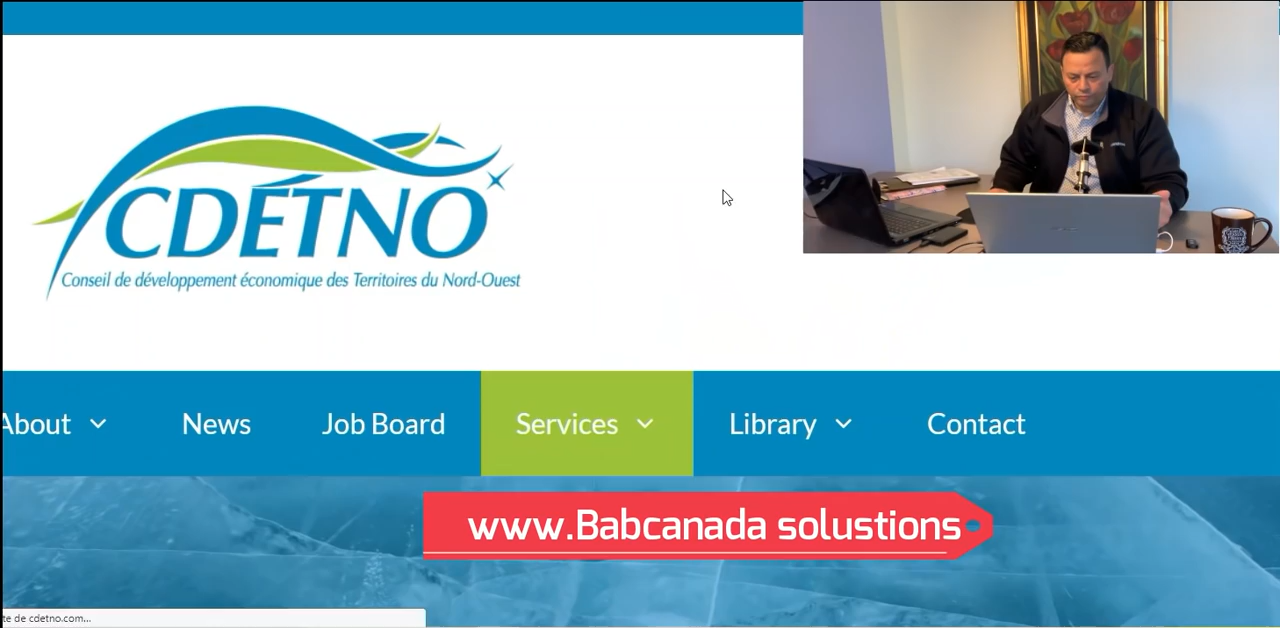 CDÉTNO
Conseil de développement économique des Territoires du Nord-Ouest
About News Job Board Services Library Contact
www.Babcanada solustions
te de cdetno.com...